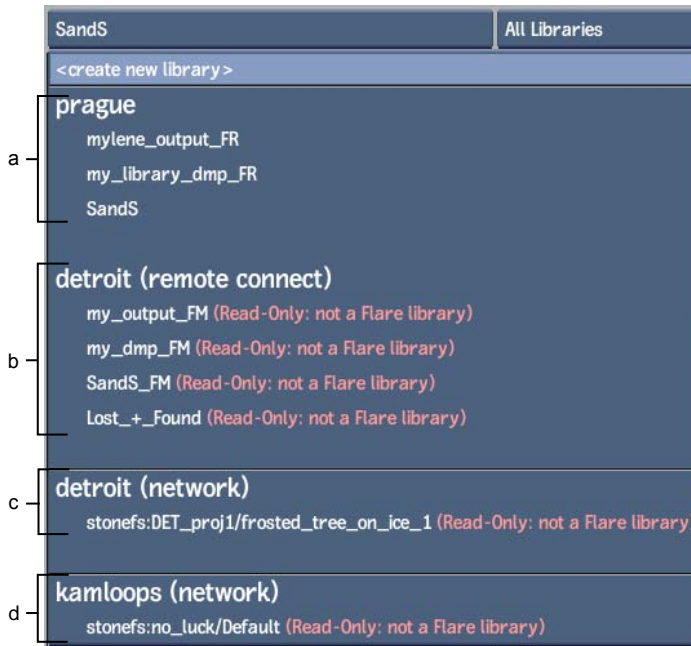 SandS
All Libraries
<create new library>
a
prague
mylene_output_FR
my_library_dmp_FR
SandS
b
detroit (remote connect)
my_output_FM (Read-Only: not a Flare library)
my_dmp_FM (Read-Only: not a Flare library)
SandS_FM (Read-Only: not a Flare library)
Lost_+_Found (Read-Only: not a Flare library)
c
detroit (network)
stonefs:DET_proj1/frosted_tree_on_ice_1 (Read-Only: not a Flare library)
d
kamloops (network)
stonefs:no_luck/Default (Read-Only: not a Flare library)